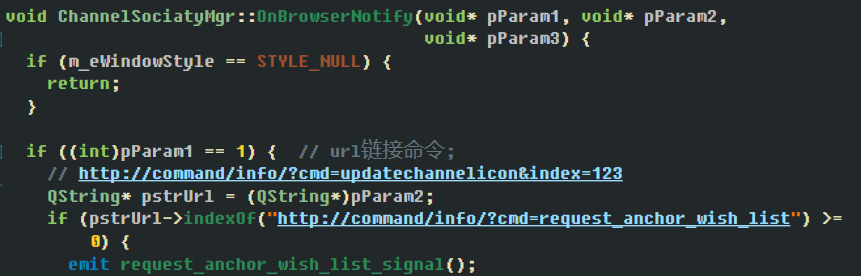 void ChannelSociatyMgr::OnBrowserNotify(void* pParam1, void* pParam2,
void* pParam3) {
if (m_eWindowStyle == STYLE_NULL) {
return;
}
if ((int)pParam1 == 1) {  // url链接命令;
// http://command/info/?cmd=updatechannelicon&index=123
QString* pstrUrl = (QString*)pParam2;
if (pstrUrl->indexOf("http://command/info/?cmd=request_anchor_wish_list") >=
0) {
emit request_anchor_wish_list_signal();